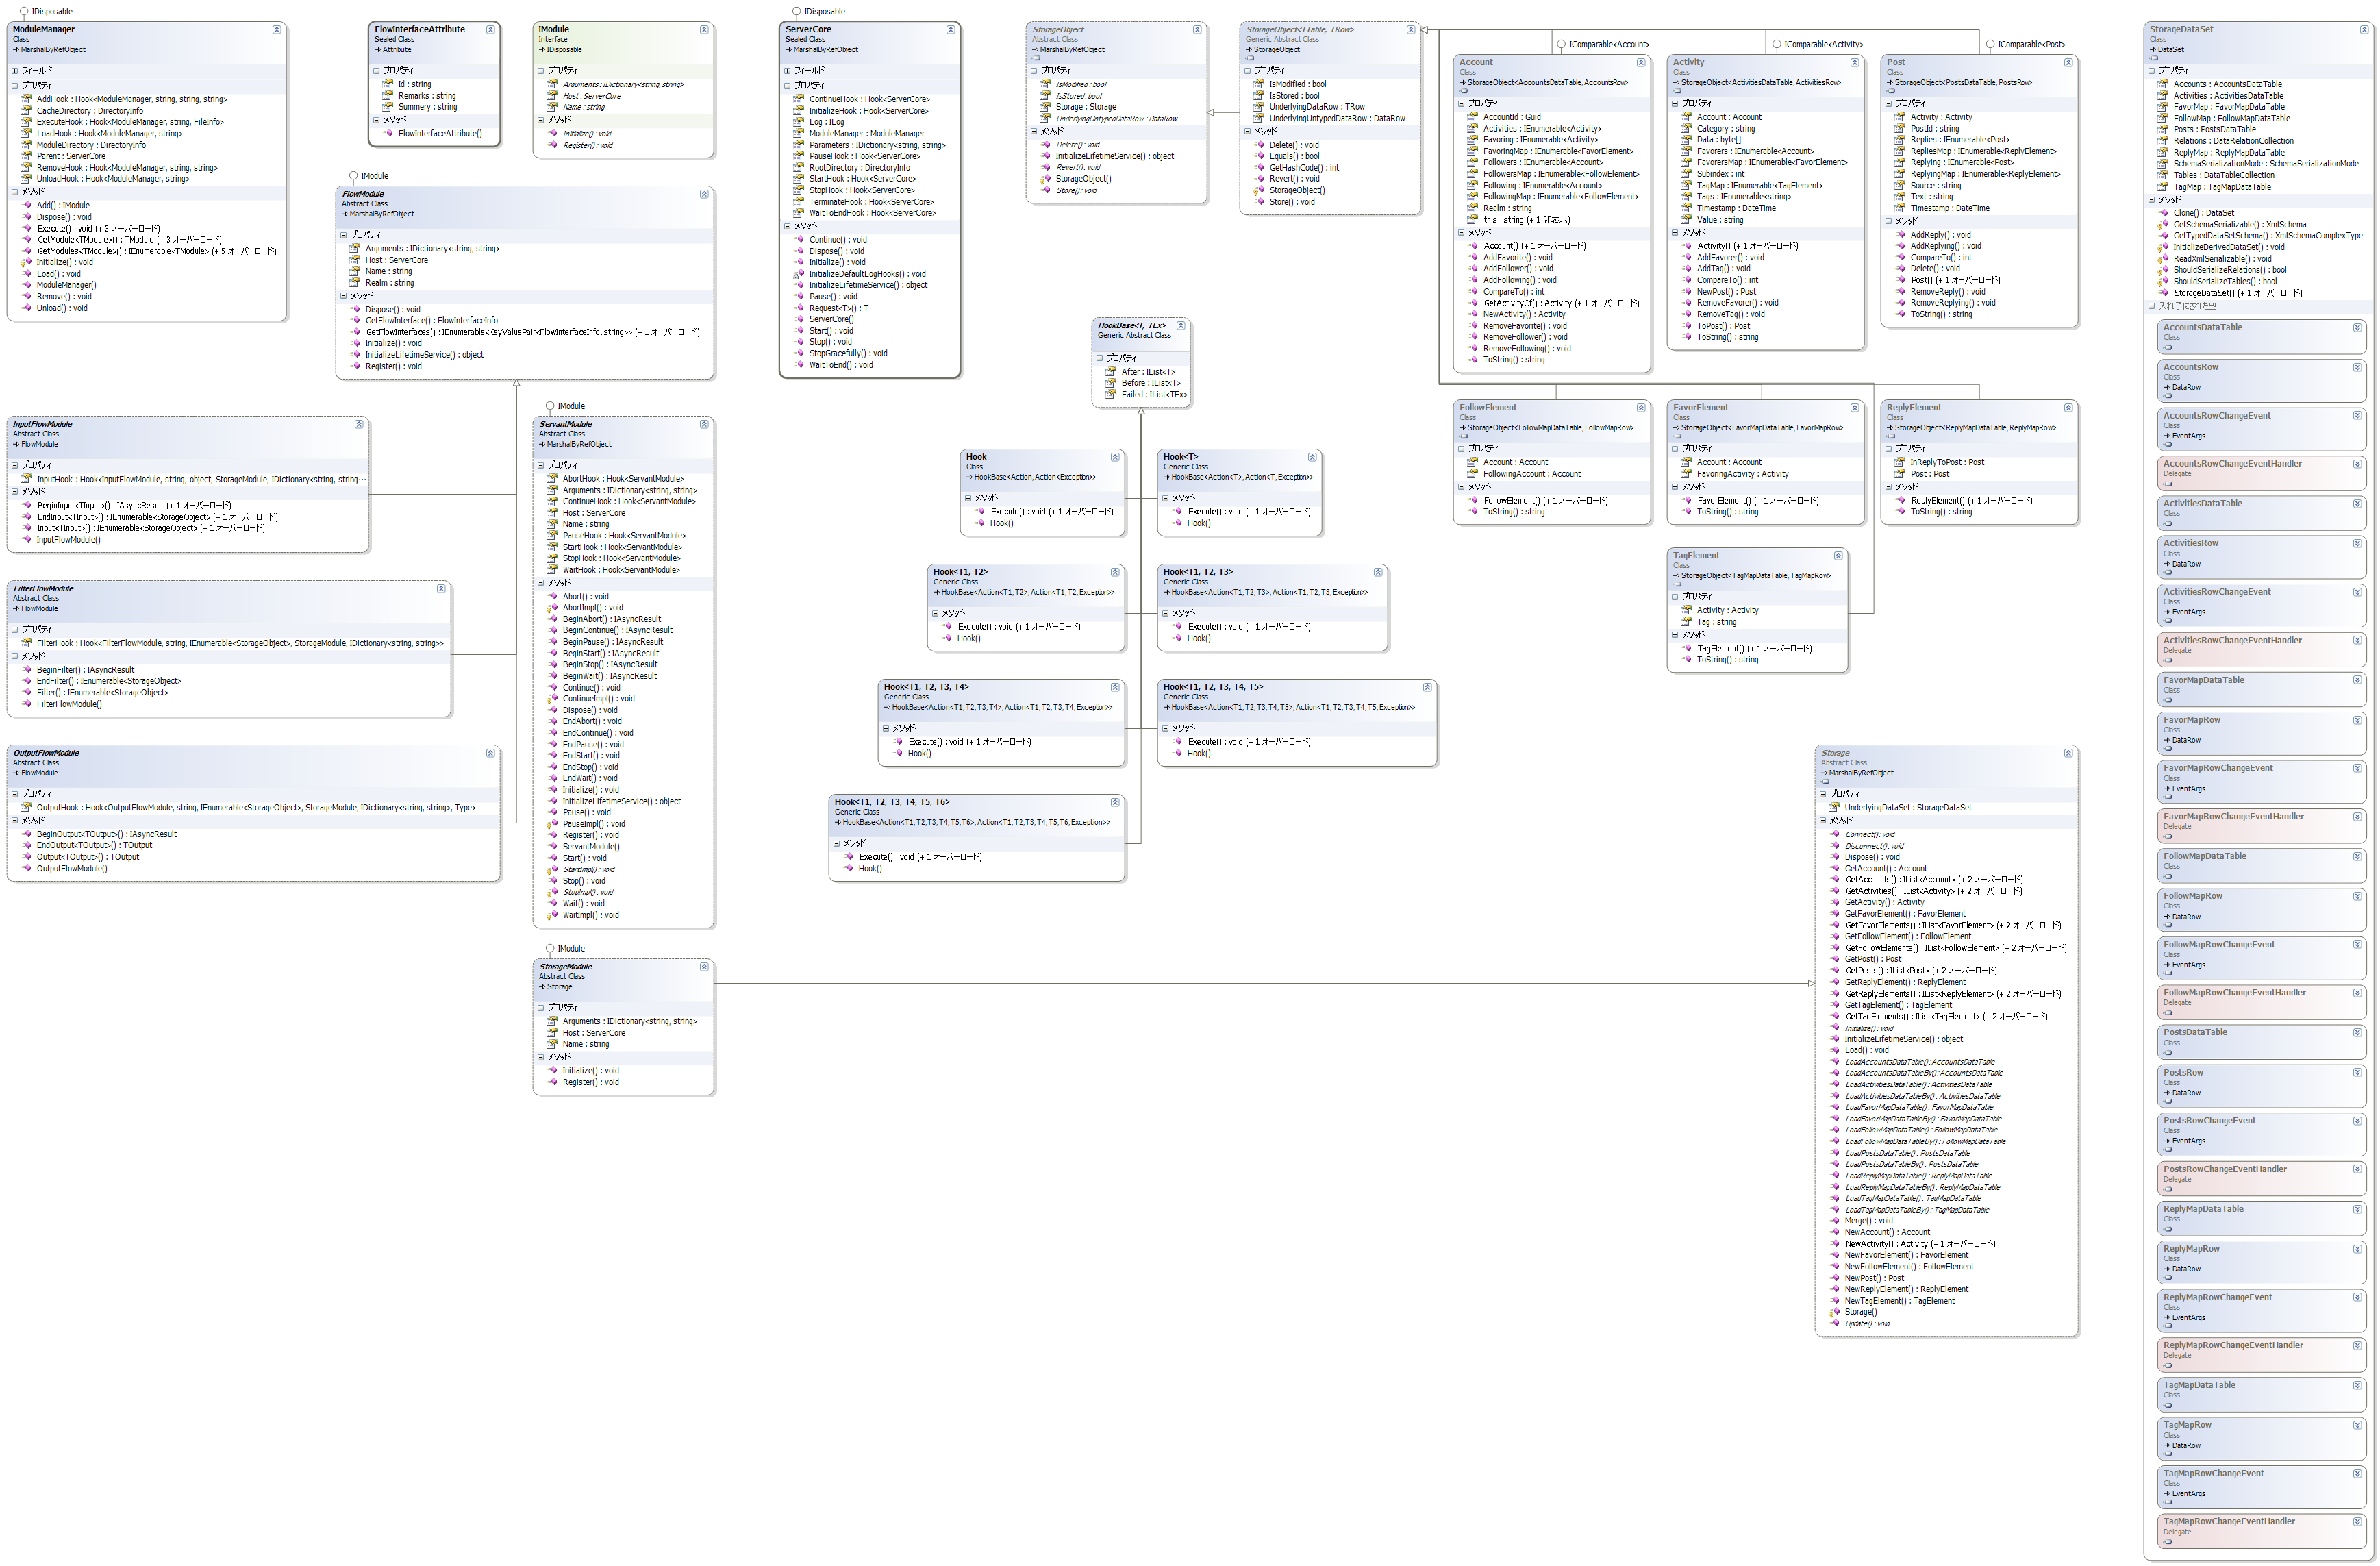 IDisposable
ModuleManager
Class
MarshalByRefObject
フィールド
プロパティ
AddHook : Hook<ModuleManager, string, string, string>
CacheDirectory : DirectoryInfo
ExecuteHook : Hook<ModuleManager, string, FileInfo>
LoadHook : Hook<ModuleManager, string>
ModuleDirectory : DirectoryInfo
Parent : ServerCore
RemoveHook : Hook<ModuleManager, string, string>
UnloadHook : Hook<ModuleManager, string>
メソッド
Add() : IModule
Dispose() : void
Execute() : void (+ 3 オーバーロード)
GetModule<TModule>() : TModule (+ 3 オーバーロード)
GetModules<TModule>() : IEnumerable<TModule> (+ 5 オーバーロード)
Initialize() : void
Load() : void
ModuleManager()
Remove() : void
Unload() : void
FlowInterfaceAttribute
Sealed Class
Attribute
プロパティ
Id : string
Remarks : string
Summery : string
メソッド
FlowInterfaceAttribute()
IModule
Interface
IDisposable
プロパティ
Arguments : IDictionary<string, string>
Host : ServerCore
Name : string
メソッド
Initialize() : void
Register() : void
IModule
FlowModule
Abstract Class
MarshalByRefObject
プロパティ
Arguments : IDictionary<string, string>
Host : ServerCore
Name : string
Realm : string
メソッド
Dispose() : void
GetFlowInterface() : FlowInterfaceInfo
GetFlowInterfaces() : IEnumerable<KeyValuePair<FlowInterfaceInfo, string>> (+ 1 オーバーロード)
Initialize() : void
InitializeLifetimeService() : object
Register() : void
InputFlowModule
Abstract Class
FlowModule
プロパティ
InputHook : Hook<InputFlowModule, string, object, StorageModule, IDictionary<string, string···
メソッド
BeginInput<TInput>() : IAsyncResult (+ 1 オーバーロード)
EndInput<TInput>() : IEnumerable<StorageObject> (+ 1 オーバーロード)
Input<TInput>() : IEnumerable<StorageObject> (+ 1 オーバーロード)
InputFlowModule()
FilterFlowModule
Abstract Class
FlowModule
プロパティ
FilterHook : Hook<FilterFlowModule, string, IEnumerable<StorageObject>, StorageModule, IDictionary<string, string>>
メソッド
BeginFilter() : IAsyncResult
EndFilter() : IEnumerable<StorageObject>
Filter() : IEnumerable<StorageObject>
FilterFlowModule()
OutputFlowModule
Abstract Class
FlowModule
プロパティ
OutputHook : Hook<OutputFlowModule, string, IEnumerable<StorageObject>, StorageModule, IDictionary<string, string>, Type>
メソッド
BeginOutput<TOutput>() : IAsyncResult
EndOutput<TOutput>() : TOutput
Output<TOutput>() : TOutput
OutputFlowModule()
IModule
ServantModule
Abstract Class
MarshalByRefObject
プロパティ
AbortHook : Hook<ServantModule>
Arguments : IDictionary<string, string>
ContinueHook : Hook<ServantModule>
Host : ServerCore
Name : string
PauseHook : Hook<ServantModule>
StartHook : Hook<ServantModule>
StopHook : Hook<ServantModule>
WaitHook : Hook<ServantModule>
メソッド
Abort() : void
AbortImpl() : void
BeginAbort() : IAsyncResult
BeginContinue() : IAsyncResult
BeginPause() : IAsyncResult
BeginStart() : IAsyncResult
BeginStop() : IAsyncResult
BeginWait() : IAsyncResult
Continue() : void
ContinueImpl() : void
Dispose() : void
EndAbort() : void
EndContinue() : void
EndPause() : void
EndStart() : void
EndStop() : void
EndWait() : void
Initialize() : void
InitializeLifetimeService() : object
Pause() : void
PauseImpl() : void
Register() : void
ServantModule()
Start() : void
StartImpl() : void
Stop() : void
StopImpl() : void
Wait() : void
WaitImpl() : void
IModule
StorageModule
Abstract Class
Storage
プロパティ
Arguments : IDictionary<string, string>
Host : ServerCore
Name : string
メソッド
Initialize() : void
Register() : void
IDisposable
ServerCore
Sealed Class
MarshalByRefObject
フィールド
プロパティ
ContinueHook : Hook<ServerCore>
InitializeHook : Hook<ServerCore>
Log : ILog
ModuleManager : ModuleManager
Parameters : IDictionary<string, string>
PauseHook : Hook<ServerCore>
RootDirectory : DirectoryInfo
StartHook : Hook<ServerCore>
StopHook : Hook<ServerCore>
TerminateHook : Hook<ServerCore>
WaitToEndHook : Hook<ServerCore>
メソッド
Continue() : void
Dispose() : void
Initialize() : void
InitializeDefaultLogHooks() : void
InitializeLifetimeService() : object
Pause() : void
Request<T>() : T
ServerCore()
Start() : void
Stop() : void
StopGracefully() : void
WaitToEnd() : void
StorageObject
Abstract Class
MarshalByRefObject
プロパティ
IsModified : bool
IsStored : bool
Storage : Storage
UnderlyingUntypedDataRow : DataRow
メソッド
Delete() : void
InitializeLifetimeService() : object
Revert() : void
StorageObject()
Store() : void
StorageObject<TTable, TRow>
Generic Abstract Class
StorageObject
プロパティ
IsModified : bool
IsStored : bool
UnderlyingDataRow : TRow
UnderlyingUntypedDataRow : DataRow
メソッド
Delete() : void
Equals() : bool
GetHashCode() : int
Revert() : void
StorageObject()
Store() : void
HookBase<T, TEx>
Generic Abstract Class
プロパティ
After : IList<T>
Before : IList<T>
Failed : IList<TEx>
Hook
Class
HookBase<Action, Action<Exception>>
メソッド
Execute() : void (+ 1 オーバーロード)
Hook()
Hook<T>
Generic Class
HookBase<Action<T>, Action<T, Exception>>
メソッド
Execute() : void (+ 1 オーバーロード)
Hook()
Hook<T1, T2>
Generic Class
HookBase<Action<T1, T2>, Action<T1, T2, Exception>>
メソッド
Execute() : void (+ 1 オーバーロード)
Hook()
Hook<T1, T2, T3>
Generic Class
HookBase<Action<T1, T2, T3>, Action<T1, T2, T3, Exception>>
メソッド
Execute() : void (+ 1 オーバーロード)
Hook()
Hook<T1, T2, T3, T4>
Generic Class
HookBase<Action<T1, T2, T3, T4>, Action<T1, T2, T3, T4, Exception>>
メソッド
Execute() : void (+ 1 オーバーロード)
Hook()
Hook<T1, T2, T3, T4, T5>
Generic Class
HookBase<Action<T1, T2, T3, T4, T5>, Action<T1, T2, T3, T4, T5, Exception>>
メソッド
Execute() : void (+ 1 オーバーロード)
Hook()
Hook<T1, T2, T3, T4, T5, T6>
Generic Class
HookBase<Action<T1, T2, T3, T4, T5, T6>, Action<T1, T2, T3, T4, T5, T6, Exception>>
メソッド
Execute() : void (+ 1 オーバーロード)
Hook()
IComparable<Account>
Account
Class
StorageObject<AccountsDataTable, AccountsRow>
プロパティ
AccountId : Guid
Activities : IEnumerable<Activity>
Favoring : IEnumerable<Activity>
FavoringMap : IEnumerable<FavorElement>
Followers : IEnumerable<Account>
FollowersMap : IEnumerable<FollowElement>
Following : IEnumerable<Account>
FollowingMap : IEnumerable<FollowElement>
Realm : string
this : string (+ 1 非表示)
メソッド
Account() (+ 1 オーバーロード)
AddFavorite() : void
AddFollower() : void
AddFollowing() : void
CompareTo() : int
GetActivityOf() : Activity (+ 1 オーバーロード)
NewActivity() : Activity
RemoveFavorite() : void
RemoveFollower() : void
RemoveFollowing() : void
ToString() : string
IComparable<Activity>
Activity
Class
StorageObject<ActivitiesDataTable, ActivitiesRow>
プロパティ
Account : Account
Category : string
Data : byte[]
Favorers : IEnumerable<Account>
FavorersMap : IEnumerable<FavorElement>
Subindex : int
TagMap : IEnumerable<TagElement>
Tags : IEnumerable<string>
Timestamp : DateTime
Value : string
メソッド
Activity() (+ 1 オーバーロード)
AddFavorer() : void
AddTag() : void
CompareTo() : int
NewPost() : Post
RemoveFavorer() : void
RemoveTag() : void
ToPost() : Post
ToString() : string
IComparable<Post>
Post
Class
StorageObject<PostsDataTable, PostsRow>
プロパティ
Activity : Activity
PostId : string
Replies : IEnumerable<Post>
RepliesMap : IEnumerable<ReplyElement>
Replying : IEnumerable<Post>
ReplyingMap : IEnumerable<ReplyElement>
Source : string
Text : string
Timestamp : DateTime
メソッド
AddReply() : void
AddReplying() : void
CompareTo() : int
Delete() : void
Post() (+ 1 オーバーロード)
RemoveReply() : void
RemoveReplying() : void
ToString() : string
FollowElement
Class
StorageObject<FollowMapDataTable, FollowMapRow>
プロパティ
Account : Account
FollowingAccount : Account
メソッド
FollowElement() (+ 1 オーバーロード)
ToString() : string
FavorElement
Class
StorageObject<FavorMapDataTable, FavorMapRow>
プロパティ
Account : Account
FavoringActivity : Activity
メソッド
FavorElement() (+ 1 オーバーロード)
ToString() : string
ReplyElement
Class
StorageObject<ReplyMapDataTable, ReplyMapRow>
プロパティ
InReplyToPost : Post
Post : Post
メソッド
ReplyElement() (+ 1 オーバーロード)
ToString() : string
TagElement
Class
StorageObject<TagMapDataTable, TagMapRow>
プロパティ
Activity : Activity
Tag : string
メソッド
TagElement() (+ 1 オーバーロード)
ToString() : string
Storage
Abstract Class
MarshalByRefObject
プロパティ
UnderlyingDataSet : StorageDataSet
メソッド
Connect() : void
Disconnect() : void
Dispose() : void
GetAccount() : Account
GetAccounts() : IList<Account> (+ 2 オーバーロード)
GetActivities() : IList<Activity> (+ 2 オーバーロード)
GetActivity() : Activity
GetFavorElement() : FavorElement
GetFavorElements() : IList<FavorElement> (+ 2 オーバーロード)
GetFollowElement() : FollowElement
GetFollowElements() : IList<FollowElement> (+ 2 オーバーロード)
GetPost() : Post
GetPosts() : IList<Post> (+ 2 オーバーロード)
GetReplyElement() : ReplyElement
GetReplyElements() : IList<ReplyElement> (+ 2 オーバーロード)
GetTagElement() : TagElement
GetTagElements() : IList<TagElement> (+ 2 オーバーロード)
Initialize() : void
InitializeLifetimeService() : object
Load() : void
LoadAccountsDataTable() : AccountsDataTable
LoadAccountsDataTableBy() : AccountsDataTable
LoadActivitiesDataTable() : ActivitiesDataTable
LoadActivitiesDataTableBy() : ActivitiesDataTable
LoadFavorMapDataTable() : FavorMapDataTable
LoadFavorMapDataTableBy() : FavorMapDataTable
LoadFollowMapDataTable() : FollowMapDataTable
LoadFollowMapDataTableBy() : FollowMapDataTable
LoadPostsDataTable() : PostsDataTable
LoadPostsDataTableBy() : PostsDataTable
LoadReplyMapDataTable() : ReplyMapDataTable
LoadReplyMapDataTableBy() : ReplyMapDataTable
LoadTagMapDataTable() : TagMapDataTable
LoadTagMapDataTableBy() : TagMapDataTable
Merge() : void
NewAccount() : Account
NewActivity() : Activity (+ 1 オーバーロード)
NewFavorElement() : FavorElement
NewFollowElement() : FollowElement
NewPost() : Post
NewReplyElement() : ReplyElement
NewTagElement() : TagElement
Storage()
Update() : void
StorageDataSet
Class
DataSet
プロパティ
Accounts : AccountsDataTable
Activities : ActivitiesDataTable
FavorMap : FavorMapDataTable
FollowMap : FollowMapDataTable
Posts : PostsDataTable
Relations : DataRelationCollection
ReplyMap : ReplyMapDataTable
SchemaSerializationMode : SchemaSerializationMode
Tables : DataTableCollection
TagMap : TagMapDataTable
メソッド
Clone() : DataSet
GetSchemaSerializable() : XmlSchema
GetTypedDataSetSchema() : XmlSchemaComplexType
InitializeDerivedDataSet() : void
ReadXmlSerializable() : void
ShouldSerializeRelations() : bool
ShouldSerializeTables() : bool
StorageDataSet() (+ 1 オーバーロード)
入れ子にされた型
AccountsDataTable
Class
AccountsRow
Class
DataRow
AccountsRowChangeEvent
Class
EventArgs
AccountsRowChangeEventHandler
Delegate
ActivitiesDataTable
Class
ActivitiesRow
Class
DataRow
ActivitiesRowChangeEvent
Class
EventArgs
ActivitiesRowChangeEventHandler
Delegate
FavorMapDataTable
Class
FavorMapRow
Class
DataRow
FavorMapRowChangeEvent
Class
EventArgs
FavorMapRowChangeEventHandler
Delegate
FollowMapDataTable
Class
FollowMapRow
Class
DataRow
FollowMapRowChangeEvent
Class
EventArgs
FollowMapRowChangeEventHandler
Delegate
PostsDataTable
Class
PostsRow
Class
DataRow
PostsRowChangeEvent
Class
EventArgs
PostsRowChangeEventHandler
Delegate
ReplyMapDataTable
Class
ReplyMapRow
Class
DataRow
ReplyMapRowChangeEvent
Class
EventArgs
ReplyMapRowChangeEventHandler
Delegate
TagMapDataTable
Class
TagMapRow
Class
DataRow
TagMapRowChangeEvent
Class
EventArgs
TagMapRowChangeEventHandler
Delegate